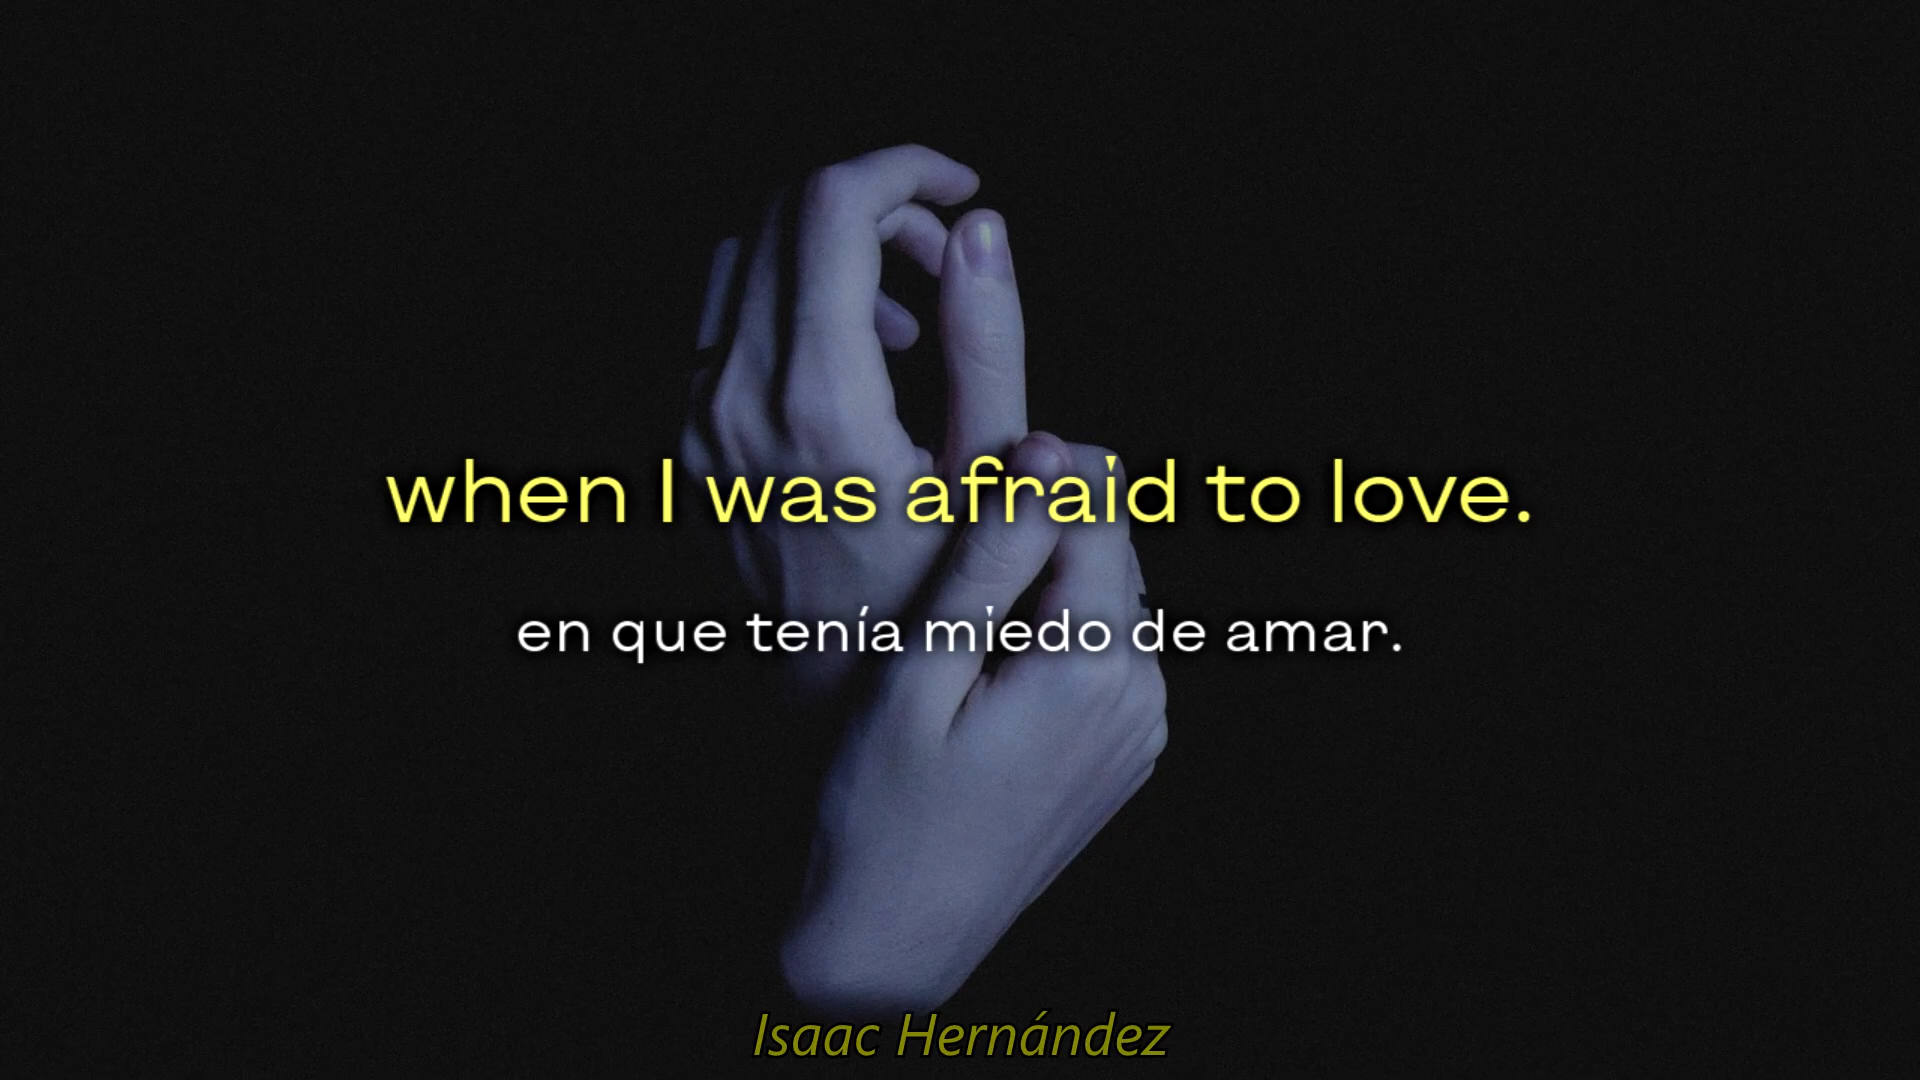 when I was afraid to love.
en que tenía miedo de amar.
Isaac Hernández